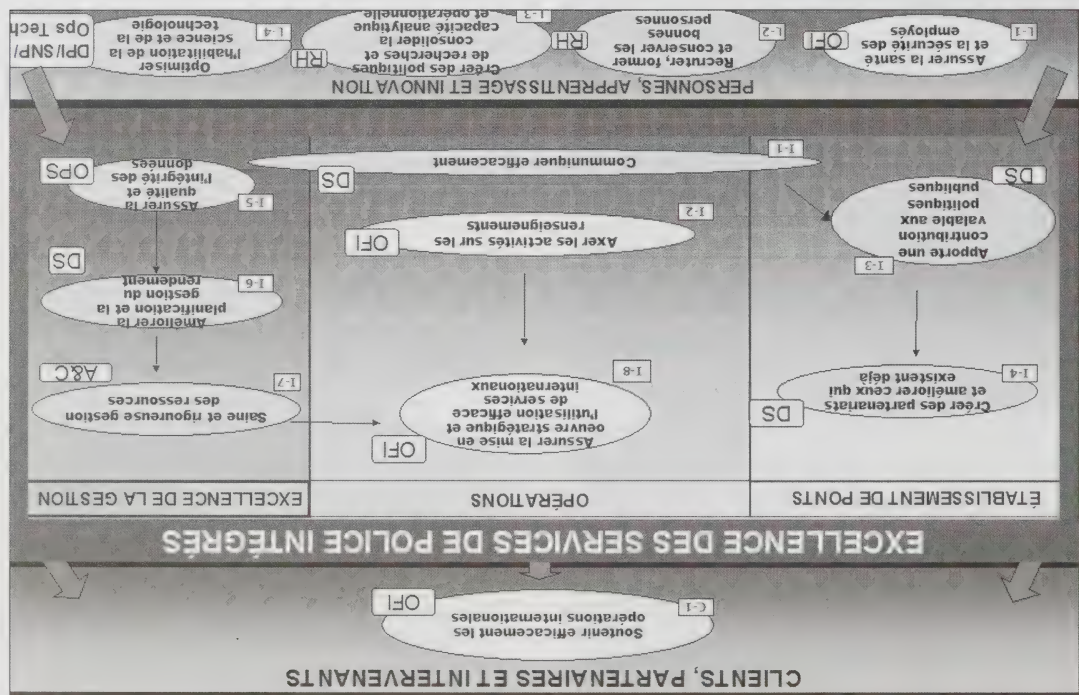 CLIENTS, PARTENAIRES ET INTERVENANTS
Soutenir efficacement les
opérations internationales
C-1
OFI
EXCELLENCE DES SERVICES DE POLICE INTÉGRÉS
ÉTABLISSEMENT DE PONTS
Créer des partenariats
et améliorer ceux qui
existent déjà
I-4
DS
I-3
Apporte une
contribution
valable aux
politiques
publiques
DS
OPÉRATIONS
Assurer la mise en
oeuvre stratégique et
l'utilisation efficace
de services
internationaux
I-8
OFI
Axer les activités sur les
renseignements
I-2
OFI
Communiquer efficacement
I-1
DS
EXCELLENCE DE LA GESTION
Saine et rigoureuse gestion
des ressources
I-7
A&C
Améliorer la
planification et la
gestion du
rendement
I-6
DS
I-5
Assurer la
qualité et
l'intégrité des
données
OPS
PERSONNES, APPRENTISSAGE ET INNOVATION
Assurer la santé
et la sécurité des
employés
L-1
OFI
Recruter, former
et conserver les
bonnes
personnes
L-2
RH
Créer des politiques
de recherches et
consolider la
capacité analytique
et opérationnelle
L-3
RH
Optimiser
l'habilitation de la
science et de la
technologie
L-4
DPI/SNP/
Ops Tech